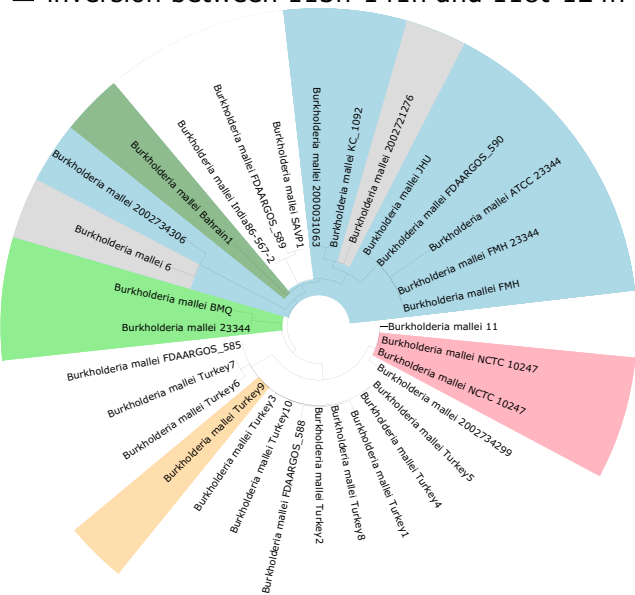 Burkholderia mallei 2000031063
Burkholderia mallei KC_1092
Burkholderia mallei 2002721276
Burkholderia mallei JHU
Burkholderia mallei FDAARGOS_590
Burkholderia mallei ATCC 23344
Burkholderia mallei FMH 23344
Burkholderia mallei FMH
Burkholderia mallei 11
Burkholderia mallei NCTC 10247
Burkholderia mallei NCTC 10247
Burkholderia mallei 2002734299
Burkholderia mallei Turkey5
Burkholderia mallei Turkey4
Burkholderia mallei Turkey1
Burkholderia mallei Turkey8
Burkholderia mallei Turkey2
Burkholderia mallei FDAARGOS_588
Burkholderia mallei Turkey10
Burkholderia mallei Turkey3
Burkholderia mallei Turkey9
Burkholderia mallei Turkey6
Burkholderia mallei Turkey7
Burkholderia mallei FDAARGOS_585
Burkholderia mallei 23344
Burkholderia mallei BMQ
Burkholderia mallei 6
Burkholderia mallei 2002734306
Burkholderia mallei Bahrain1
Burkholderia mallei India86-567-2
Burkholderia mallei FDAARGOS_589
Burkholderia mallei SAVP1